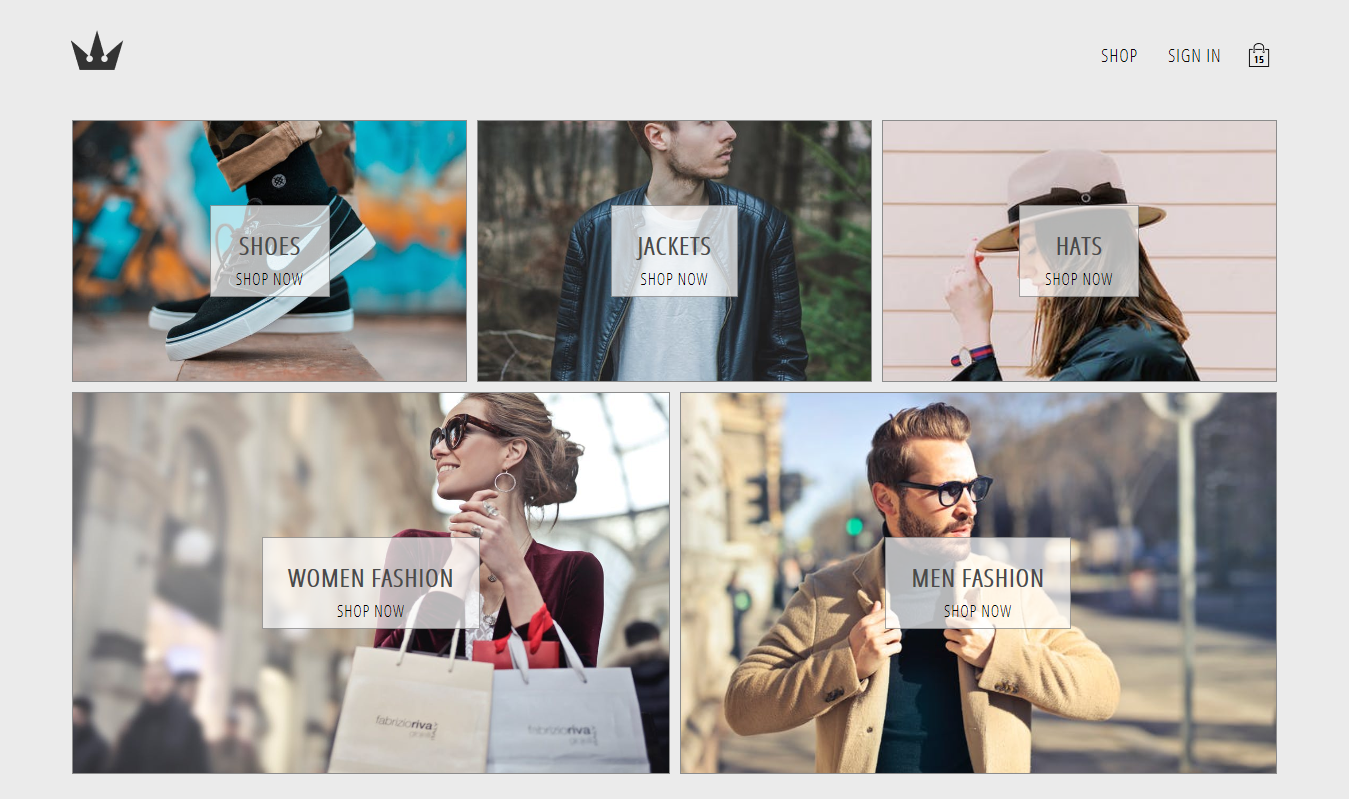 SHOP
SIGN IN
15
SHOES
SHOP NOW
JACKETS
SHOP NOW
HATS
SHOP NOW
WOMEN FASHION
SHOP NOW
MEN FASHION
SHOP NOW
fabrizioriva
fabrizioriva